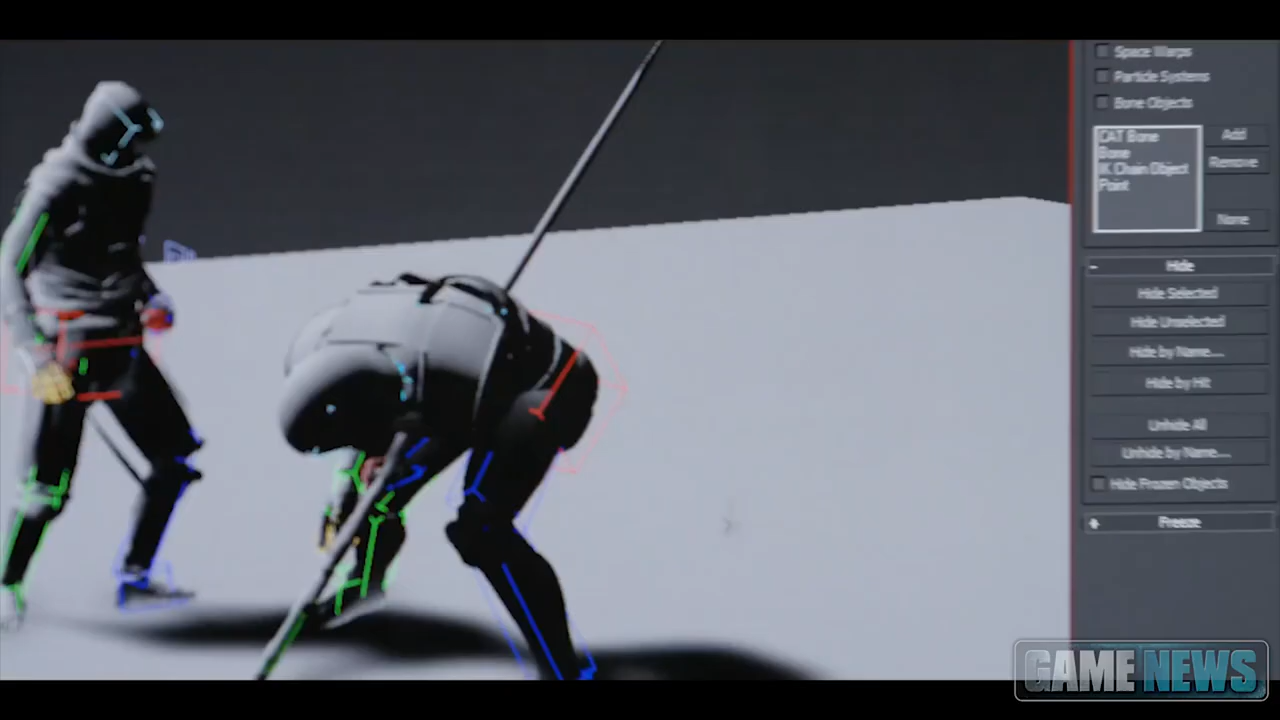 Space Warps
Particle Systems
Bone Objects
CAT Bone
Bone
IK Chain Object
Point
Add
Remove
None
- Hide
Hide Selected
Hide Unselected
Hide by Name...
Hide by Hit
Unhide All
Unhide by Name...
Hide Frozen Objects
+ Freeze
GAME NEWS